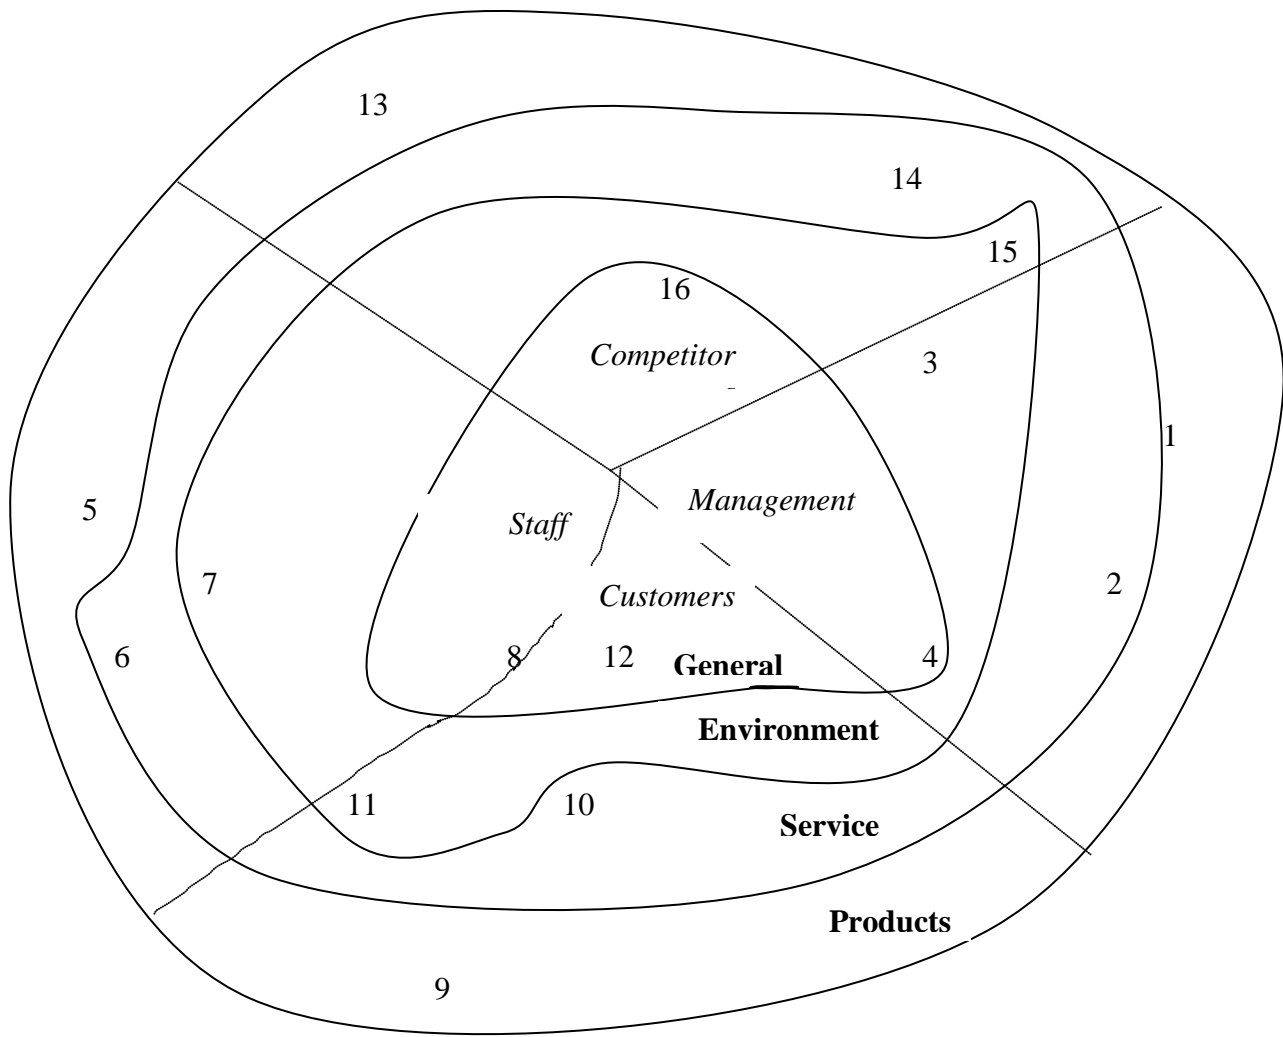 13
14
15
16
Competitor
3
1
Management
5
Staff
7
2
Customers
6
8
12
General
4
Environment
11
10
Service
Products
9